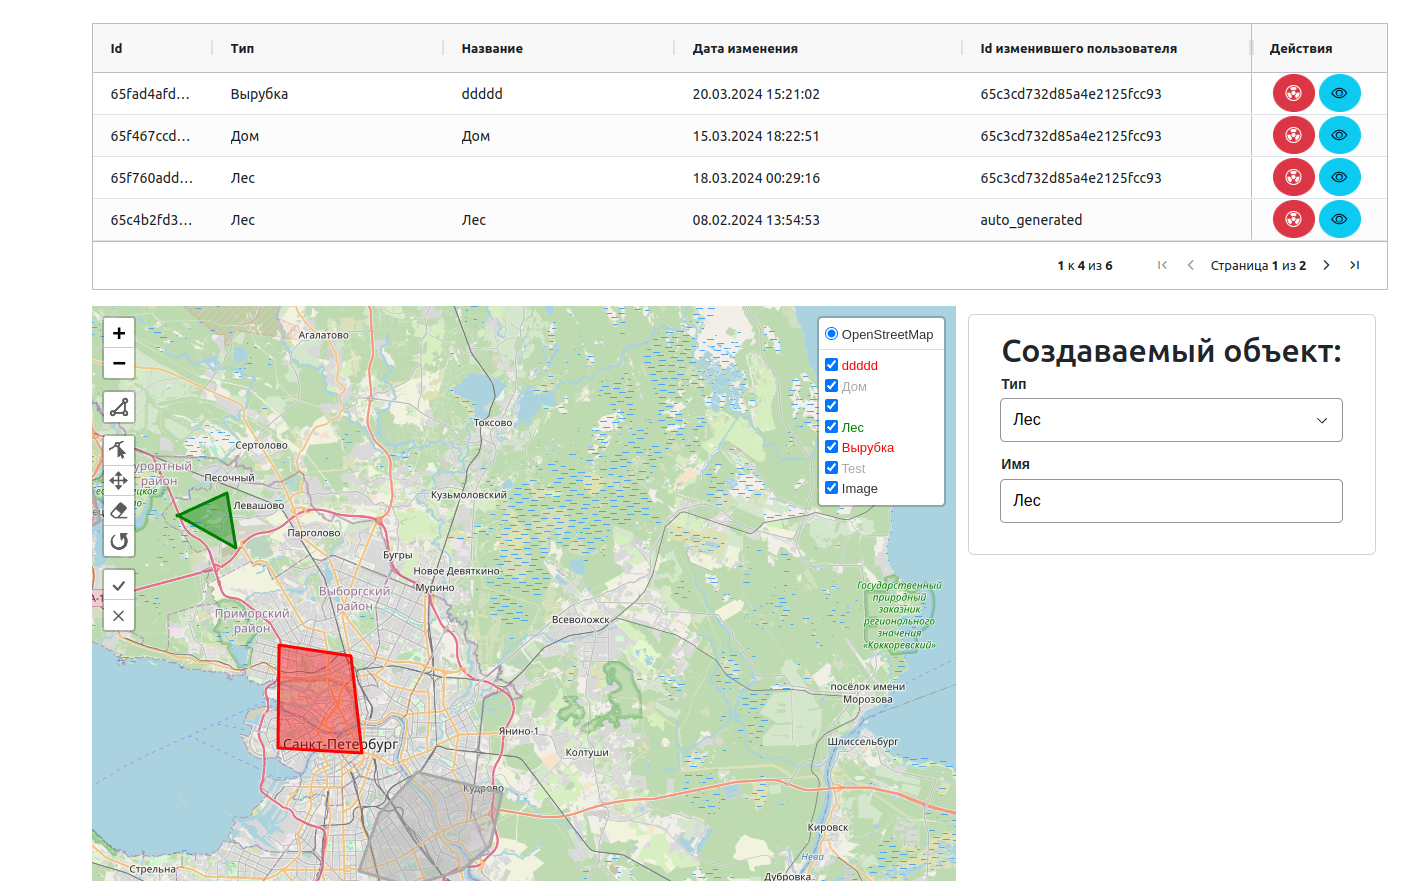 Id Тип Название Дата изменения Id изменившего пользователя Действия
65fad4afd... Вырубка ddddd 20.03.2024 15:21:02 65c3cd732d85a4e2125fcc93
65f467ccd... Дом Дом 15.03.2024 18:22:51 65c3cd732d85a4e2125fcc93
65f760add... Лес 18.03.2024 00:29:16 65c3cd732d85a4e2125fcc93
65c4b2fd3... Лес Лес 08.02.2024 13:54:53 auto_generated
1 к 4 из 6 Страница 1 из 2
+
−
OpenStreetMap
ddddd
Дом
Лес
Вырубка
Test
Image
Агалатово
Токсово
Сертолово
Песочный
Кузьмоловский
Левашово
Парголово
Бугры
Новое Девяткино
Мурино
Выборгский
район
Приморский
район
Всеволожск
Государственный
природный
заказник
регионального
значения
«Коккоревский»
посёлок имени
Морозова
Янино-1
Шлиссельбург
Санкт-Петербург
Колтуши
Кудрово
Кировск
Нева
Стрельна
Дубровка
Создаваемый объект:
Тип
Лес
Имя
Лес